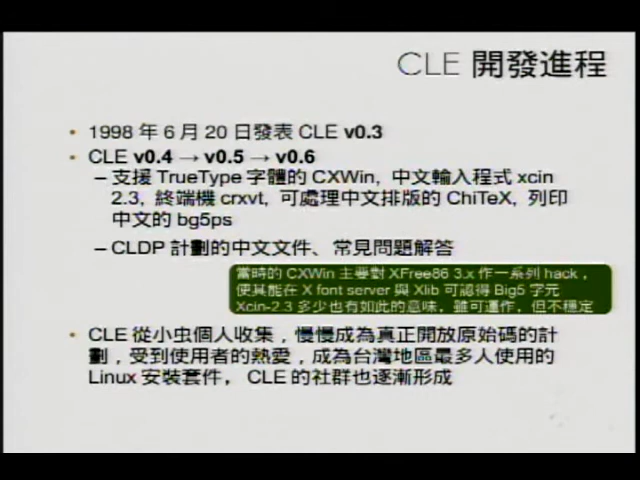 CLE 開發進程
• 1998 年 6 月 20 日發表 CLE v0.3
• CLE v0.4 → v0.5 → v0.6
– 支援 TrueType 字體的 CXWin, 中文輸入程式 xcin
2.3, 終端機 crxvt, 可處理中文排版的 ChiTeX, 列印
中文的 bg5ps
– CLDP 計劃的中文文件、常見問題解答
當時的 CXWin 主要對 XFree86 3.x 作一系列 hack，
使其能在 X font server 與 Xlib 可認得 Big5 字元
Xcin-2.3 多少也有如此的意味，雖可運作，但不穩定
• CLE 從小虫個人收集，慢慢成為真正開放原始碼的計
劃，受到使用者的熱愛，成為台灣地區最多人使用的
Linux 安裝套件， CLE 的社群也逐漸形成